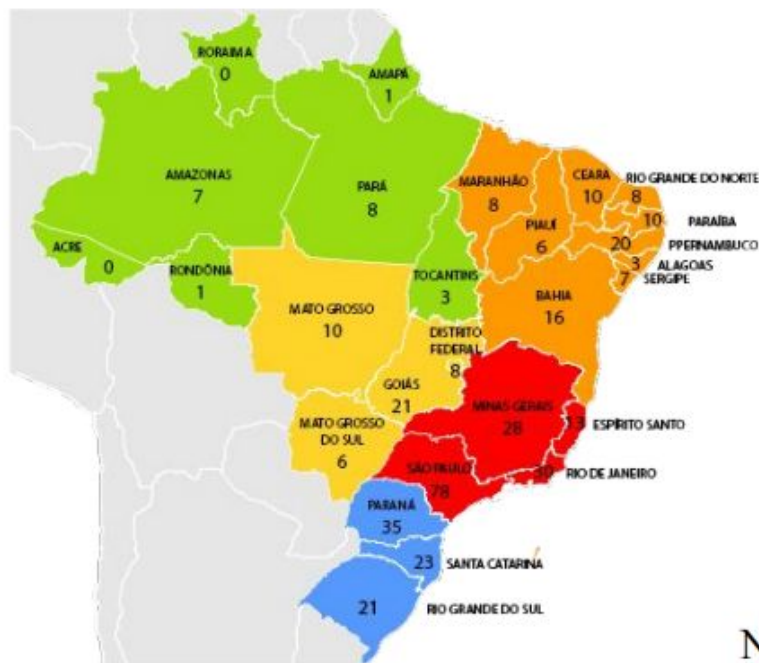 RORAIMA
0
AMAPÁ
1
AMAZONAS
7
PARÁ
8
MARANHÃO
8
CEARA
10
RIO GRANDE DO NORTE
8
PIAUÍ
6
10
PARAÍBA
20
PPERNAMBUCO
3
ALAGOAS
7
SERGIPE
ACRE
0
RONDÔNIA
1
TOCANTINS
3
BAHIA
16
MATO GROSSO
10
DISTRITO
FEDERAL
8
GOIÁS
21
MINAS GERAIS
28
13
ESPÍRITO SANTO
MATO GROSSO
DO SUL
6
SÃO PAULO
78
30
RIO DE JANEIRO
PARANÁ
35
23
SANTA CATARINA
21
RIO GRANDE DO SUL
N